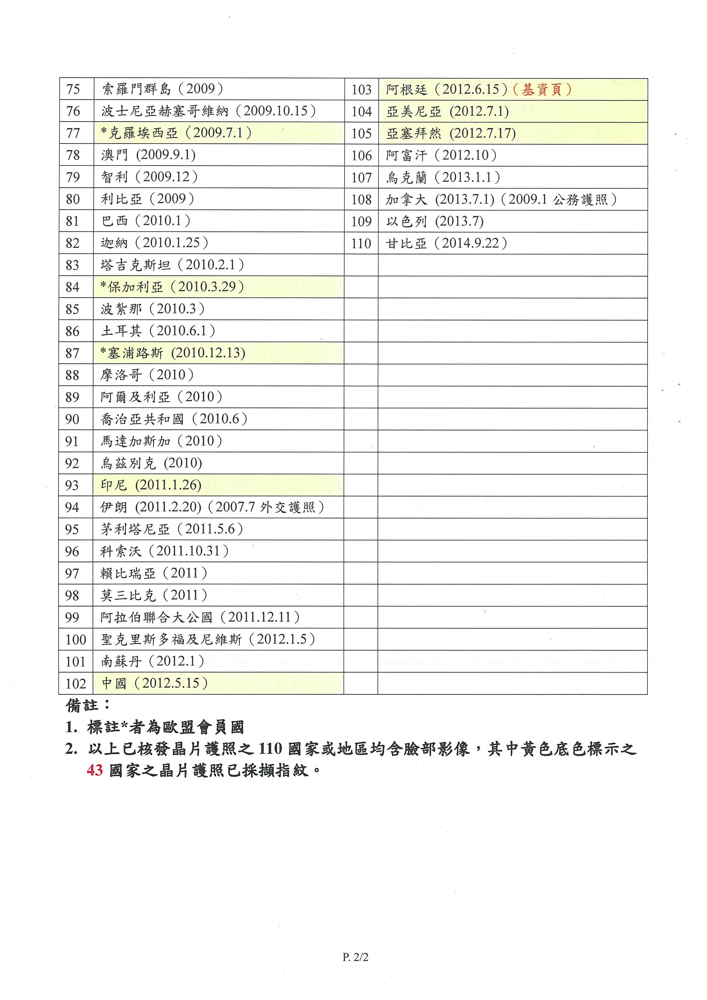 75 索羅門群島（2009） 103 阿根廷（2012.6.15）（基資頁）
76 波士尼亞赫塞哥維納（2009.10.15） 104 亞美尼亞 (2012.7.1)
77 *克羅埃西亞（2009.7.1） 105 亞塞拜然 (2012.7.17)
78 澳門 (2009.9.1) 106 阿富汗（2012.10）
79 智利（2009.12） 107 烏克蘭（2013.1.1）
80 利比亞（2009） 108 加拿大 (2013.7.1)（2009.1 公務護照）
81 巴西（2010.1） 109 以色列 (2013.7)
82 迦納（2010.1.25） 110 甘比亞（2014.9.22）
83 塔吉克斯坦（2010.2.1）
84 *保加利亞（2010.3.29）
85 波紮那（2010.3）
86 土耳其（2010.6.1）
87 *塞浦路斯 (2010.12.13)
88 摩洛哥（2010）
89 阿爾及利亞（2010）
90 喬治亞共和國（2010.6）
91 馬達加斯加（2010）
92 烏茲別克 (2010)
93 印尼 (2011.1.26)
94 伊朗 (2011.2.20)（2007.7 外交護照）
95 茅利塔尼亞（2011.5.6）
96 科索沃（2011.10.31）
97 賴比瑞亞（2011）
98 莫三比克（2011）
99 阿拉伯聯合大公國（2011.12.11）
100 聖克里斯多福及尼維斯（2012.1.5）
101 南蘇丹（2012.1）
102 中國（2012.5.15）
備註：
1. 標註*者為歐盟會員國
2. 以上已核發晶片護照之 110 國家或地區均含臉部影像，其中黃色底色標示之
43 國家之晶片護照已採擷指紋。
P. 2/2